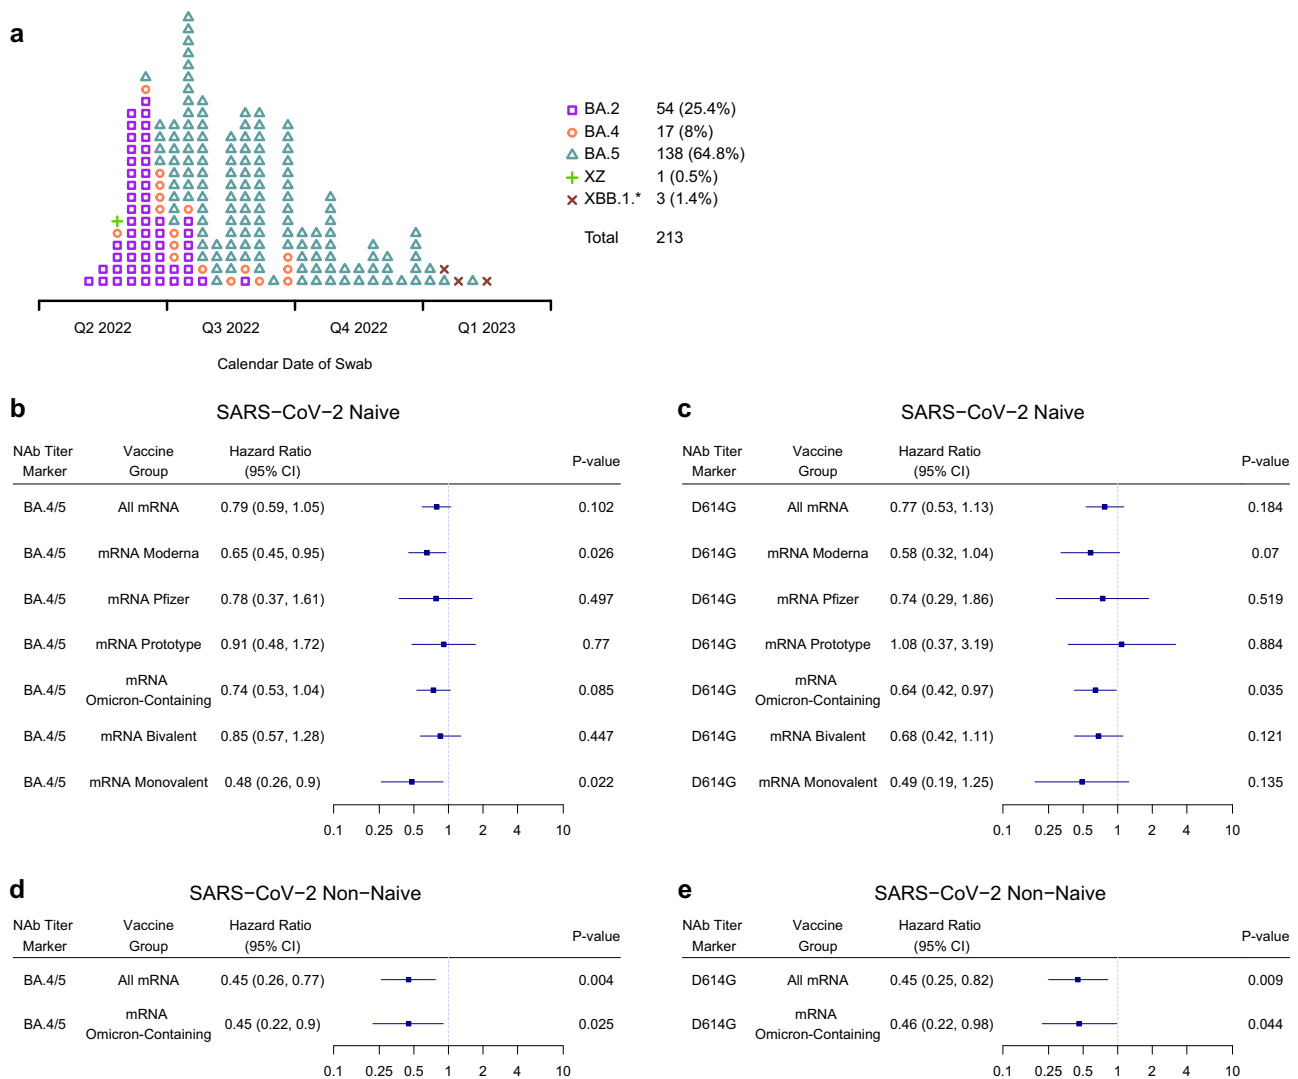 a
BA.2 54 (25.4%)
BA.4 17 (8%)
BA.5 138 (64.8%)
XZ 1 (0.5%)
XBB.1.* 3 (1.4%)
Total 213
Q2 2022 Q3 2022 Q4 2022 Q1 2023
Calendar Date of Swab
b
SARS−CoV−2 Naive
NAb Titer Vaccine Hazard Ratio
Marker Group (95% CI) P-value
BA.4/5 All mRNA 0.79 (0.59, 1.05) 0.102
BA.4/5 mRNA Moderna 0.65 (0.45, 0.95) 0.026
BA.4/5 mRNA Pfizer 0.78 (0.37, 1.61) 0.497
BA.4/5 mRNA Prototype 0.91 (0.48, 1.72) 0.77
BA.4/5 mRNA Omicron-Containing 0.74 (0.53, 1.04) 0.085
BA.4/5 mRNA Bivalent 0.85 (0.57, 1.28) 0.447
BA.4/5 mRNA Monovalent 0.48 (0.26, 0.9) 0.022
0.1 0.25 0.5 1 2 4 10
c
SARS−CoV−2 Naive
NAb Titer Vaccine Hazard Ratio
Marker Group (95% CI) P-value
D614G All mRNA 0.77 (0.53, 1.13) 0.184
D614G mRNA Moderna 0.58 (0.32, 1.04) 0.07
D614G mRNA Pfizer 0.74 (0.29, 1.86) 0.519
D614G mRNA Prototype 1.08 (0.37, 3.19) 0.884
D614G mRNA Omicron-Containing 0.64 (0.42, 0.97) 0.035
D614G mRNA Bivalent 0.68 (0.42, 1.11) 0.121
D614G mRNA Monovalent 0.49 (0.19, 1.25) 0.135
0.1 0.25 0.5 1 2 4 10
d
SARS−CoV−2 Non−Naive
NAb Titer Vaccine Hazard Ratio
Marker Group (95% CI) P-value
BA.4/5 All mRNA 0.45 (0.26, 0.77) 0.004
BA.4/5 mRNA Omicron-Containing 0.45 (0.22, 0.9) 0.025
0.1 0.25 0.5 1 2 4 10
e
SARS−CoV−2 Non−Naive
NAb Titer Vaccine Hazard Ratio
Marker Group (95% CI) P-value
D614G All mRNA 0.45 (0.25, 0.82) 0.009
D614G mRNA Omicron-Containing 0.46 (0.22, 0.98) 0.044
0.1 0.25 0.5 1 2 4 10